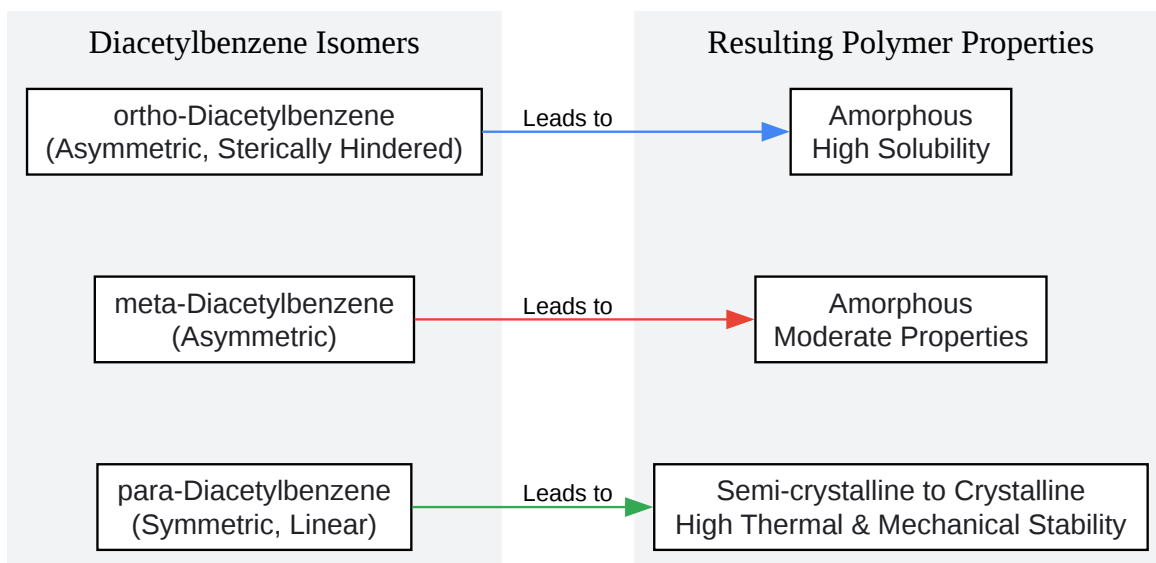 Diacetylbenzene Isomers
Resulting Polymer Properties
ortho-Diacetylbenzene
(Asymmetric, Sterically Hindered)
Leads to
Amorphous
High Solubility
meta-Diacetylbenzene
(Asymmetric)
Leads to
Amorphous
Moderate Properties
para-Diacetylbenzene
(Symmetric, Linear)
Leads to
Semi-crystalline to Crystalline
High Thermal & Mechanical Stability